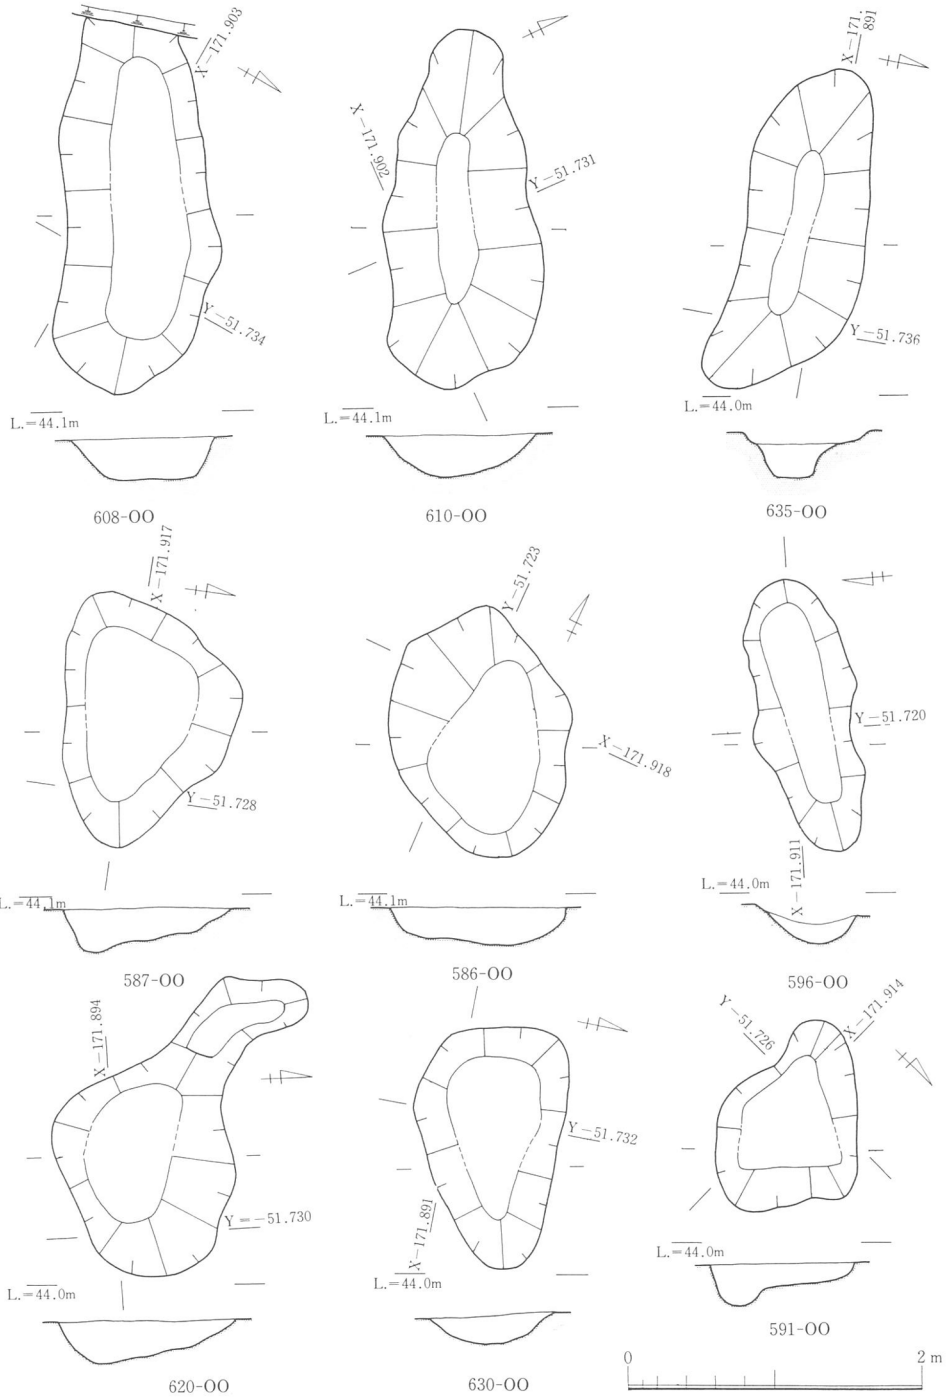 X−171.903
Y−51.734
L.=44.1m
608-OO
X−171.902
Y−51.731
L.=44.1m
610-OO
X−171.891
Y−51.736
L.=44.0m
635-OO
X−171.917
Y−51.728
L.=44.1m
587-OO
Y−51.723
X−171.918
L.=44.1m
586-OO
Y−51.720
X−171.911
L.=44.0m
596-OO
X−171.894
Y=−51.730
L.=44.0m
620-OO
Y−51.732
X−171.891
L.=44.0m
630-OO
Y−51.726
X−171.914
L.=44.0m
591-OO
0 2 m